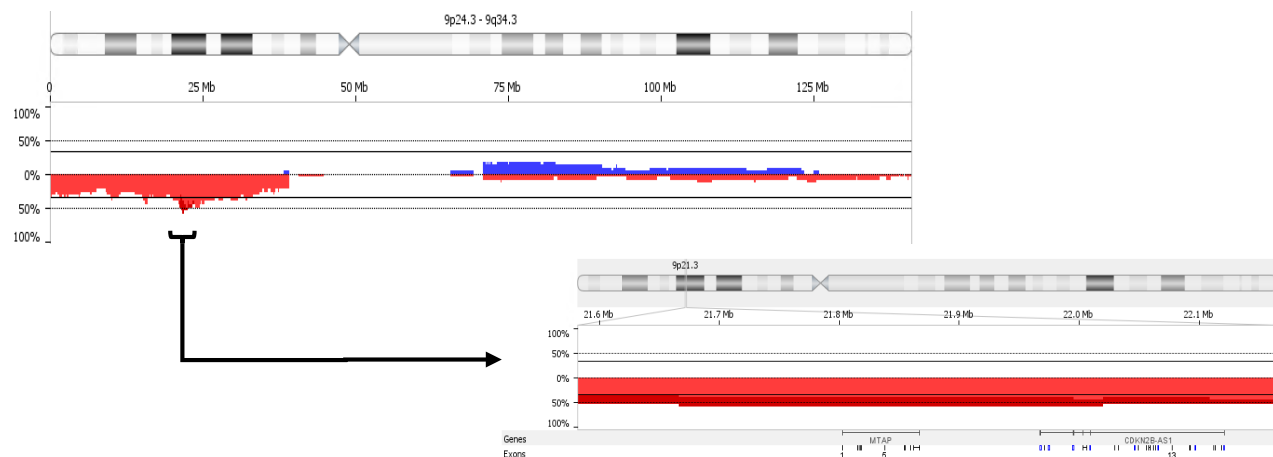 9p24.3 - 9q34.3
0 25 Mb 50 Mb 75 Mb 100 Mb 125 Mb
100%
50%
0%
50%
100%
9p21.3
21.6 Mb 21.7 Mb 21.8 Mb 21.9 Mb 22.0 Mb 22.1 Mb
100%
50%
0%
50%
100%
Genes MTAP CDKN2B-AS1
Exons 1 5 13